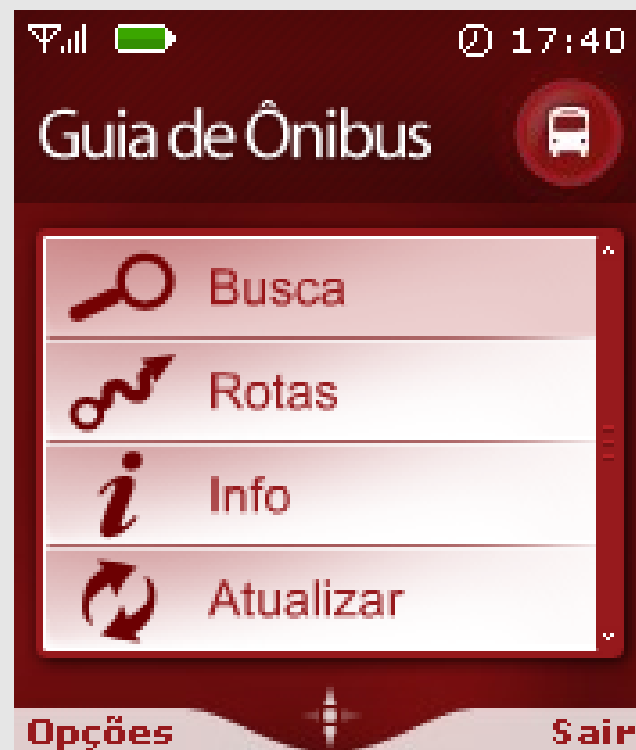 17:40
Guia de Ônibus
Busca
Rotas
Info
Atualizar
Opções Sair